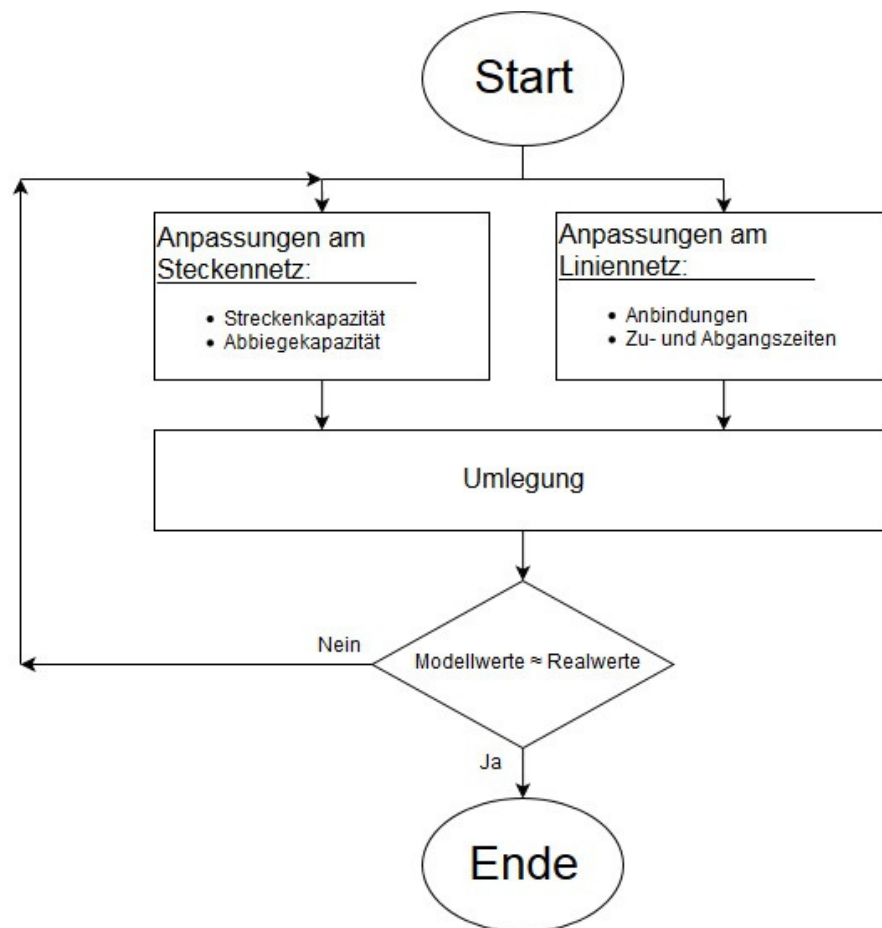 Start
Anpassungen am
Steckennetz:
• Streckenkapazität
• Abbiegekapazität
Anpassungen am
Liniennetz:
• Anbindungen
• Zu- und Abgangszeiten
Umlegung
Nein
Modellwerte ≈ Realwerte
Ja
Ende